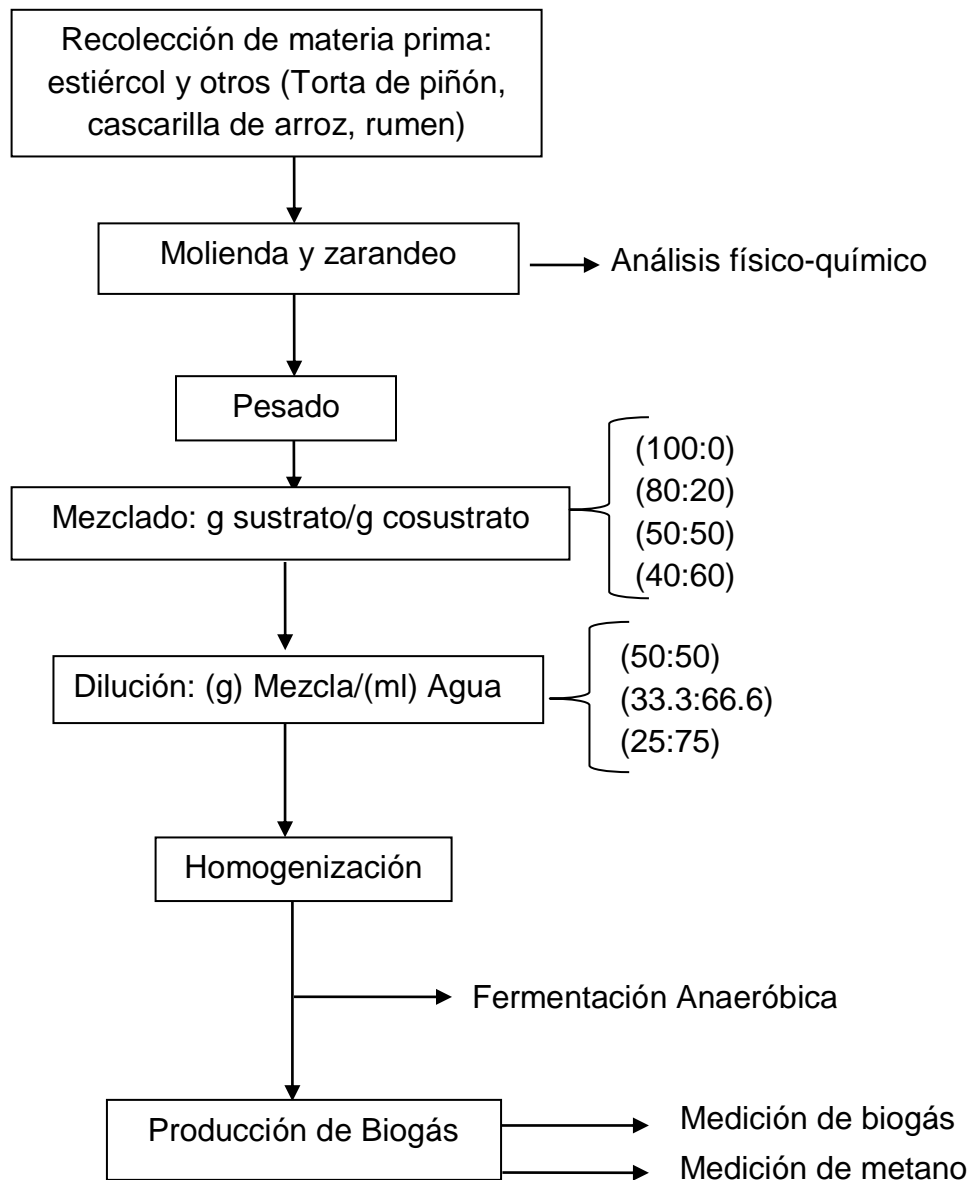 Recolección de materia prima:
estiércol y otros (Torta de piñón,
cascarilla de arroz, rumen)
Molienda y zarandeo
Análisis físico-químico
Pesado
Mezclado: g sustrato/g cosustrato
(100:0)
(80:20)
(50:50)
(40:60)
Dilución: (g) Mezcla/(ml) Agua
(50:50)
(33.3:66.6)
(25:75)
Homogenización
Fermentación Anaeróbica
Producción de Biogás
Medición de biogás
Medición de metano